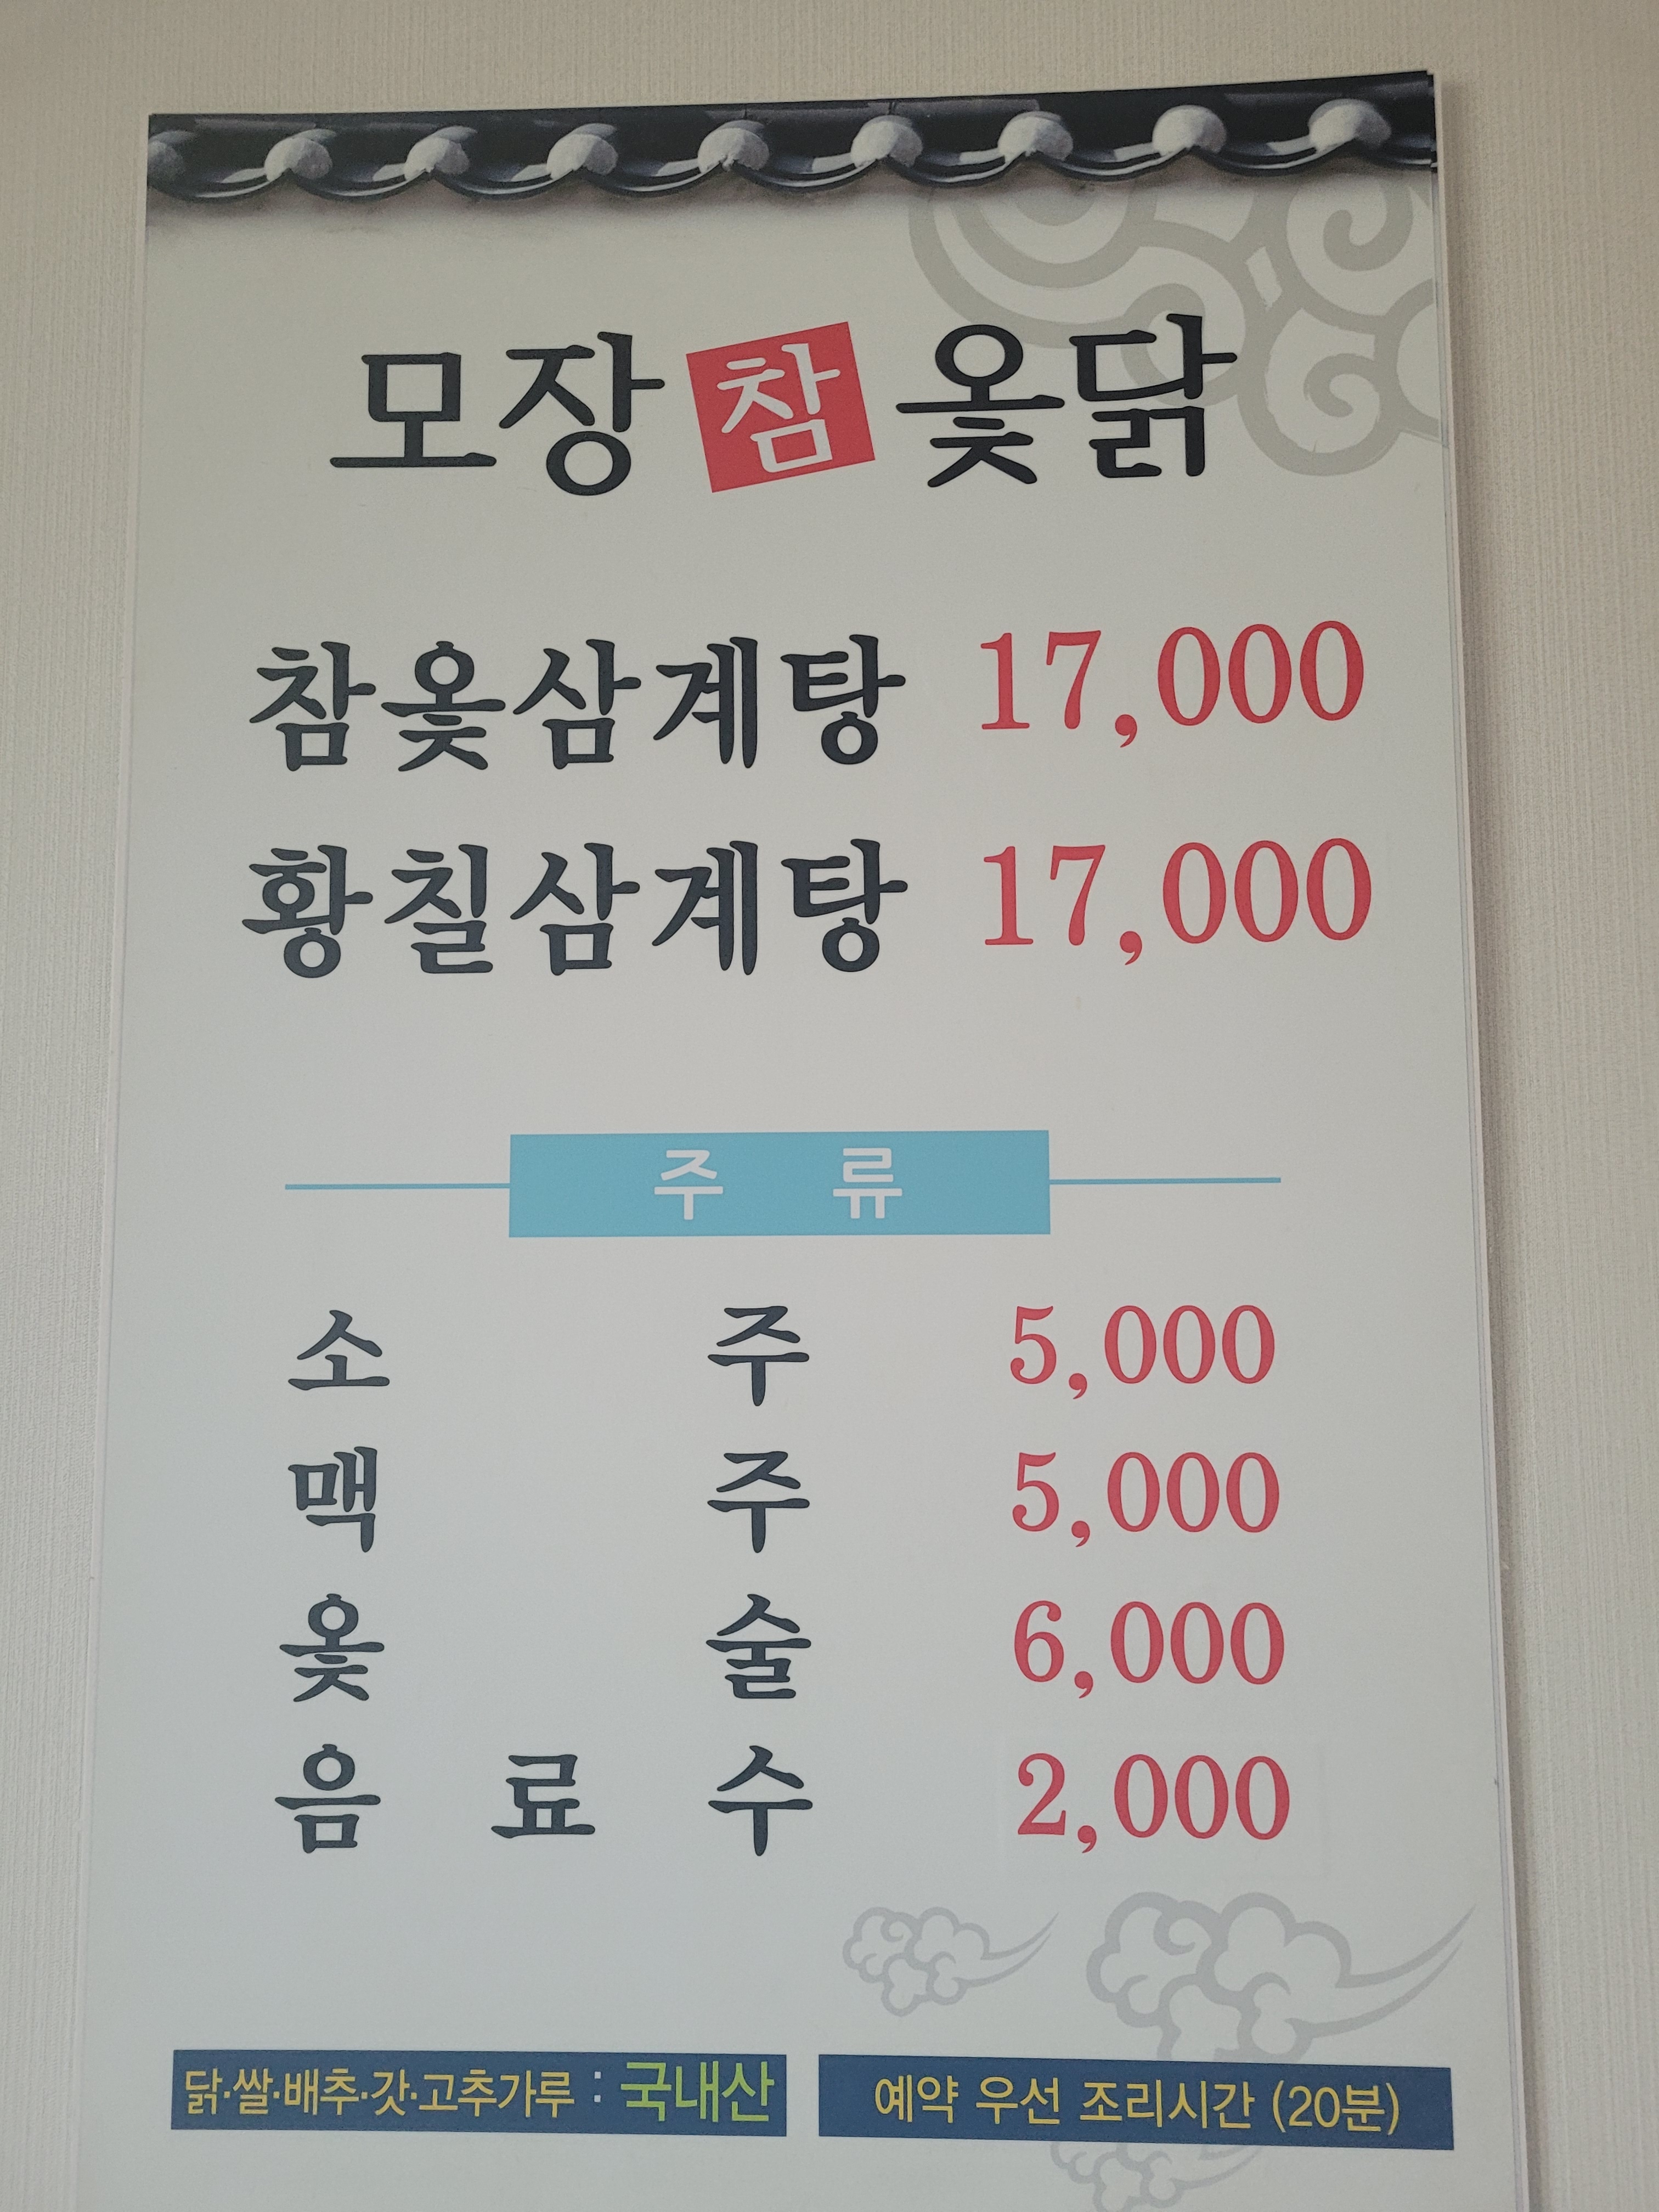 모장 참 옻닭
참옻삼계탕 17,000
황칠삼계탕 17,000
주 류
소 주 5,000
맥 주 5,000
옻 술 6,000
음 료 수 2,000
닭·쌀·배추·갓·고추가루 : 국내산
예약 우선 조리시간 (20분)